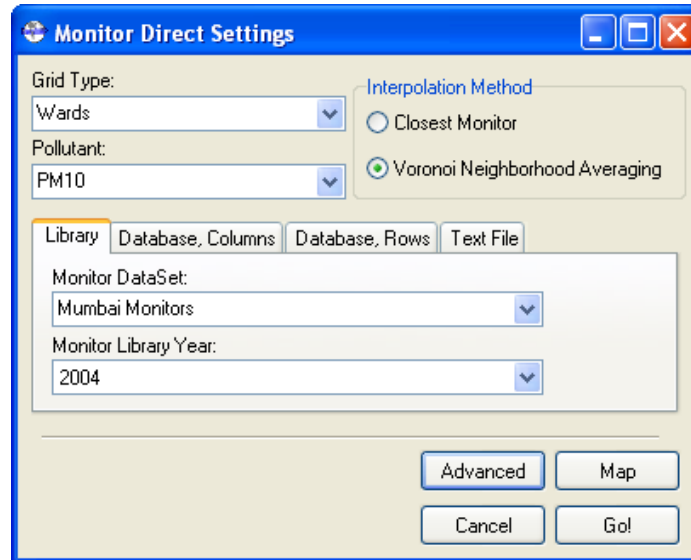 Monitor Direct Settings
Grid Type:
Wards
Pollutant:
PM10
Interpolation Method
Closest Monitor
Voronoi Neighborhood Averaging
Library
Database, Columns
Database, Rows
Text File
Monitor DataSet:
Mumbai Monitors
Monitor Library Year:
2004
Advanced
Map
Cancel
Go!